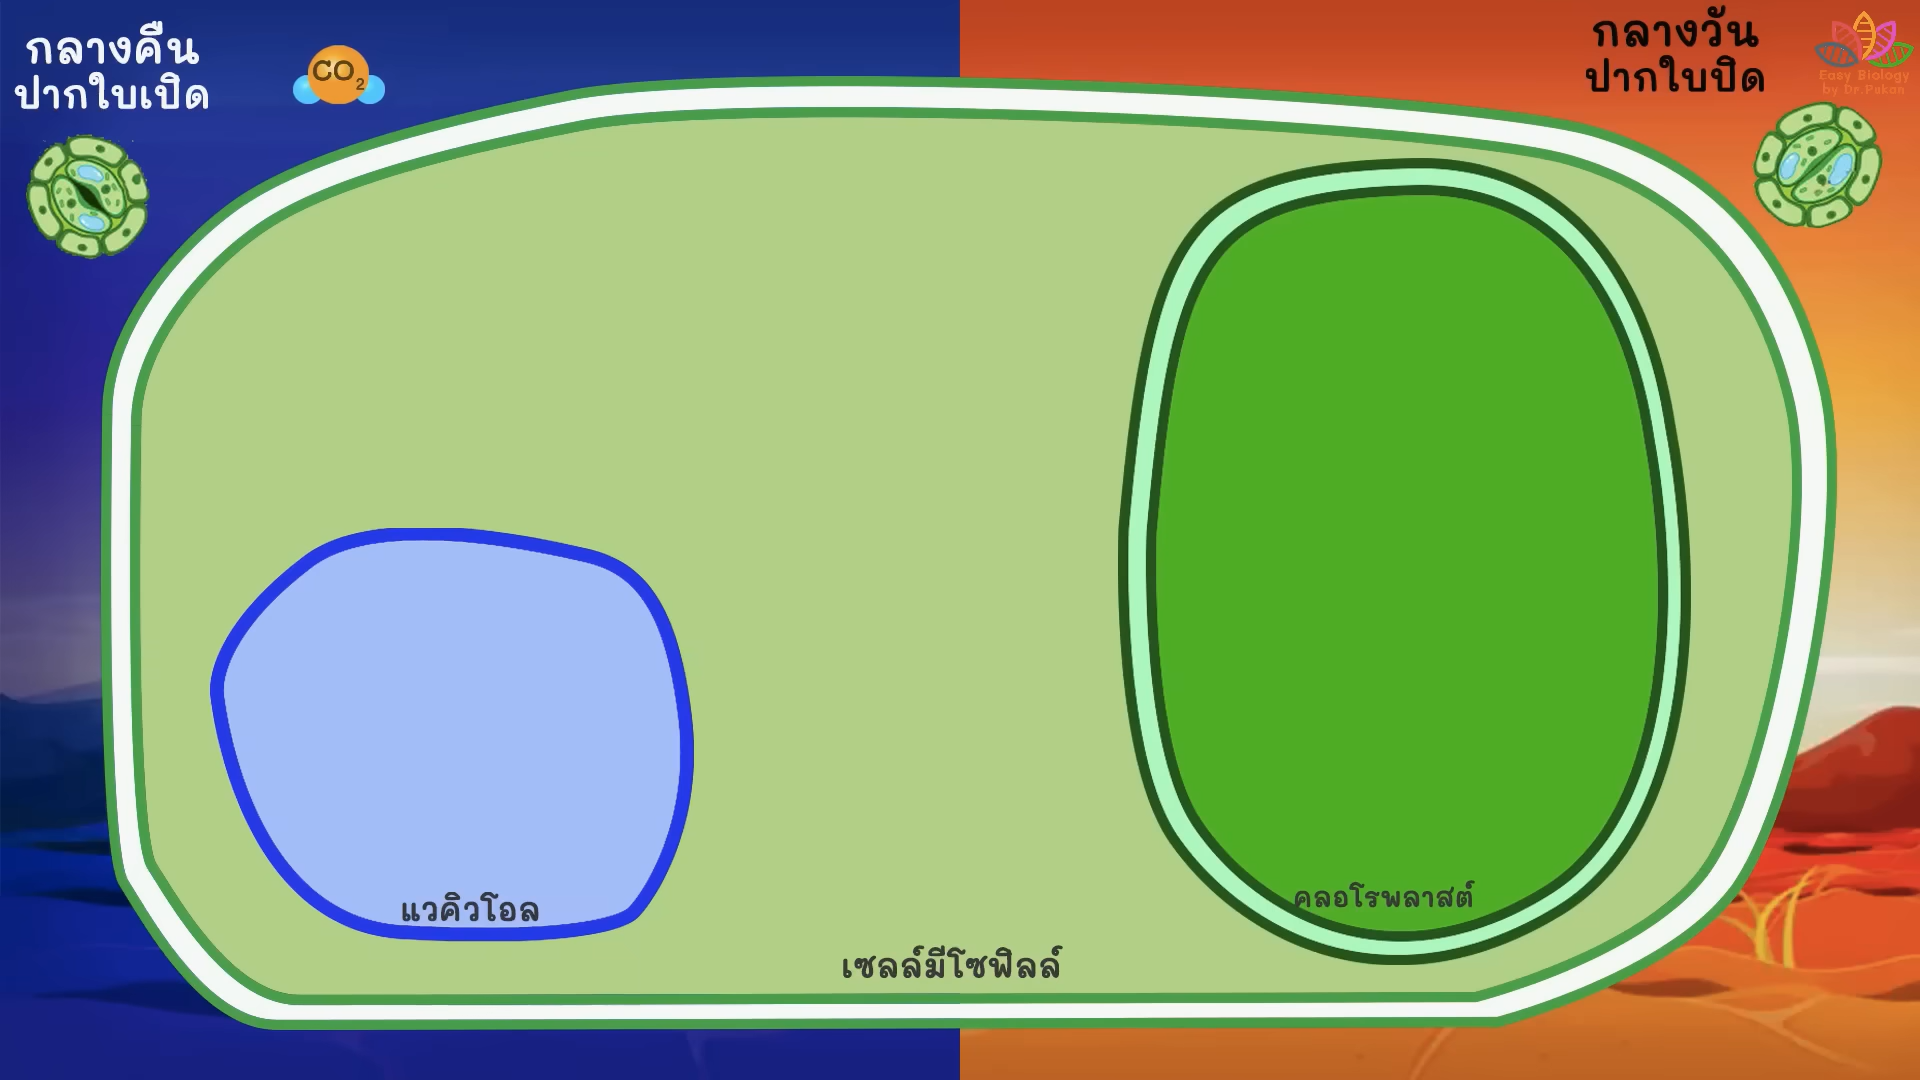 กลางคืน
ปากใบเปิด
CO2
กลางวัน
ปากใบปิด
Easy Biology
by Dr.Pukan
แวคิวโอล
คลอโรพลาสต์
เซลล์มีโซฟิลล์